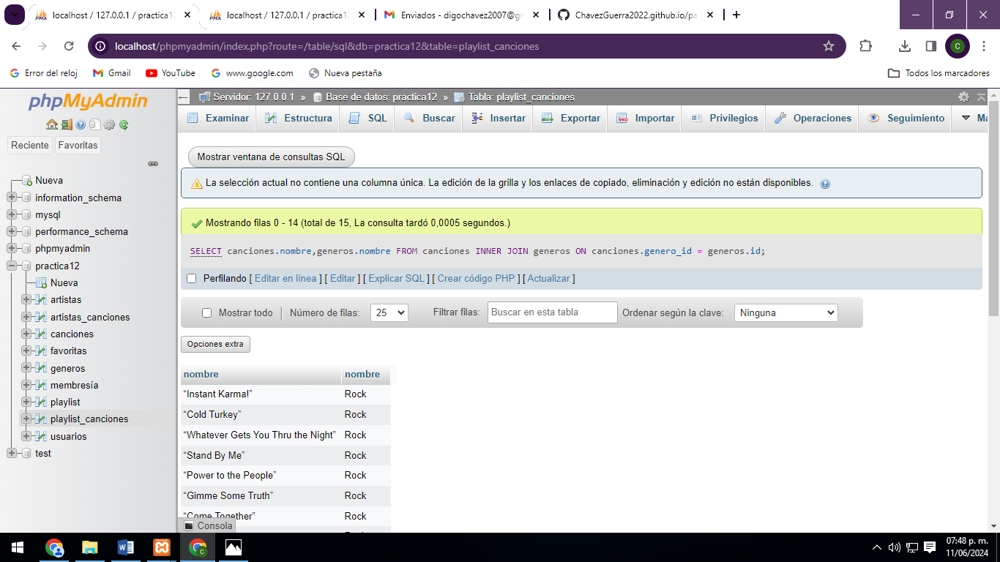 localhost / 127.0.0.1 / practica12
localhost / 127.0.0.1 / practica12
Enviados - digochavez2007@gm
ChavezGuerra2022.github.io/pa
localhost/phpmyadmin/index.php?route=/table/sql&db=practica12&table=playlist_canciones
C
Error del reloj
Gmail
YouTube
www.google.com
Nueva pestaña
Todos los marcadores
phpMyAdmin
Reciente
Favoritas
Nueva
information_schema
mysql
performance_schema
phpmyadmin
practica12
Nueva
artistas
artistas_canciones
canciones
favoritas
generos
membresía
playlist
playlist_canciones
usuarios
test
Servidor: 127.0.0.1 » Base de datos: practica12 » Tabla: playlist_canciones
Examinar
Estructura
SQL
Buscar
Insertar
Exportar
Importar
Privilegios
Operaciones
Seguimiento
Má
Mostrar ventana de consultas SQL
La selección actual no contiene una columna única. La edición de la grilla y los enlaces de copiado, eliminación y edición no están disponibles.
Mostrando filas 0 - 14 (total de 15, La consulta tardó 0,0005 segundos.)
SELECT canciones.nombre,generos.nombre FROM canciones INNER JOIN generos ON canciones.genero_id = generos.id;
Perfilando [ Editar en línea ] [ Editar ] [ Explicar SQL ] [ Crear código PHP ] [ Actualizar ]
Mostrar todo
Número de filas:
25
Filtrar filas:
Buscar en esta tabla
Ordenar según la clave:
Ninguna
Opciones extra
nombre nombre
“Instant Karma!” Rock
“Cold Turkey” Rock
“Whatever Gets You Thru the Night” Rock
“Stand By Me” Rock
“Power to the People” Rock
“Gimme Some Truth” Rock
“Come Together” Rock
Consola
07:48 p. m.
11/06/2024